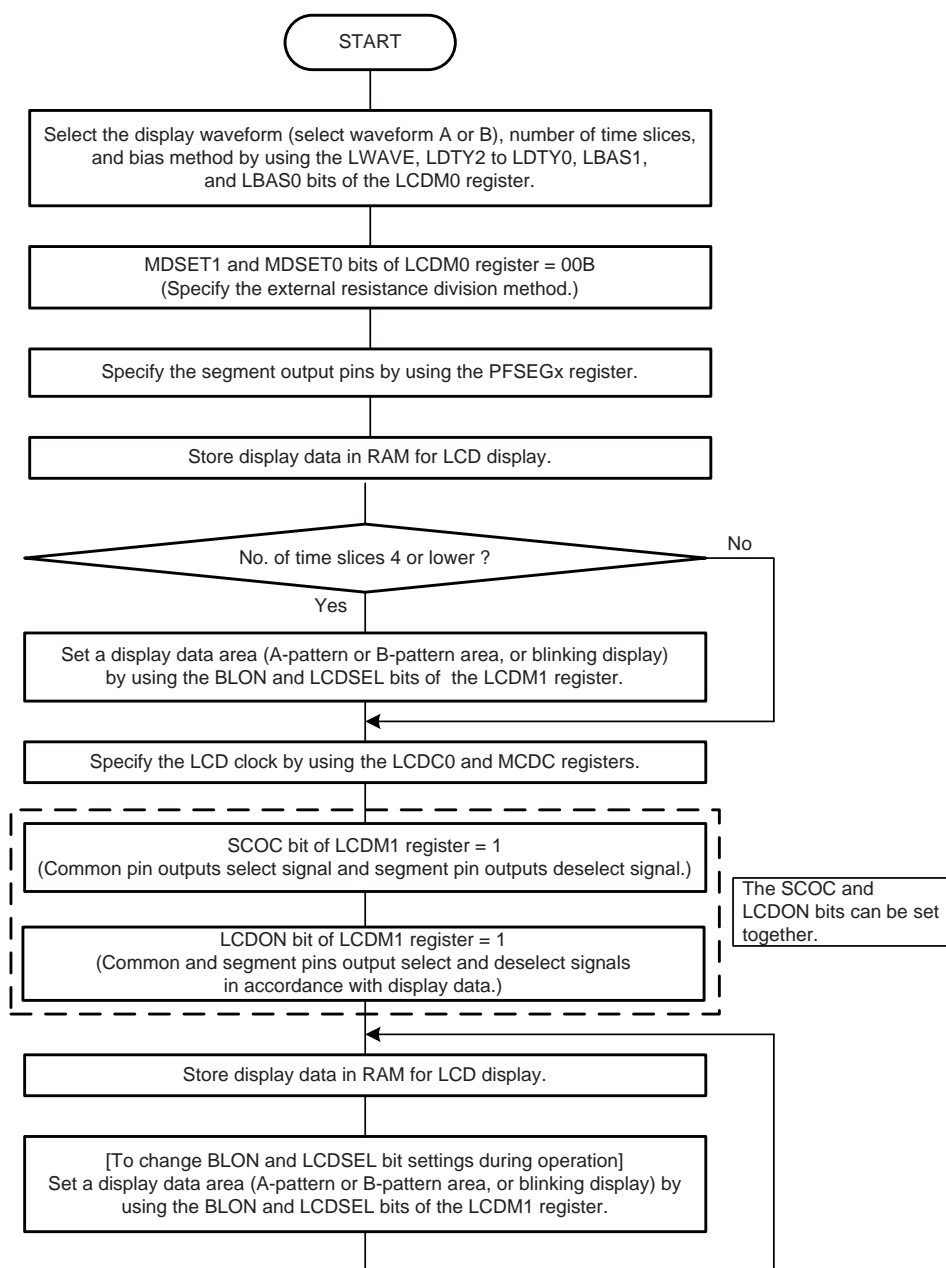 START
Select the display waveform (select waveform A or B), number of time slices,
and bias method by using the LWAVE, LDTY2 to LDTY0, LBAS1,
and LBAS0 bits of the LCDM0 register.
MDSET1 and MDSET0 bits of LCDM0 register = 00B
(Specify the external resistance division method.)
Specify the segment output pins by using the PFSEGx register.
Store display data in RAM for LCD display.
No. of time slices 4 or lower ?
No
Yes
Set a display data area (A-pattern or B-pattern area, or blinking display)
by using the BLON and LCDSEL bits of the LCDM1 register.
Specify the LCD clock by using the LCDC0 and MCDC registers.
SCOC bit of LCDM1 register = 1
(Common pin outputs select signal and segment pin outputs deselect signal.)
The SCOC and
LCDON bits can be set
together.
LCDON bit of LCDM1 register = 1
(Common and segment pins output select and deselect signals
in accordance with display data.)
Store display data in RAM for LCD display.
[To change BLON and LCDSEL bit settings during operation]
Set a display data area (A-pattern or B-pattern area, or blinking display) by
using the BLON and LCDSEL bits of the LCDM1 register.